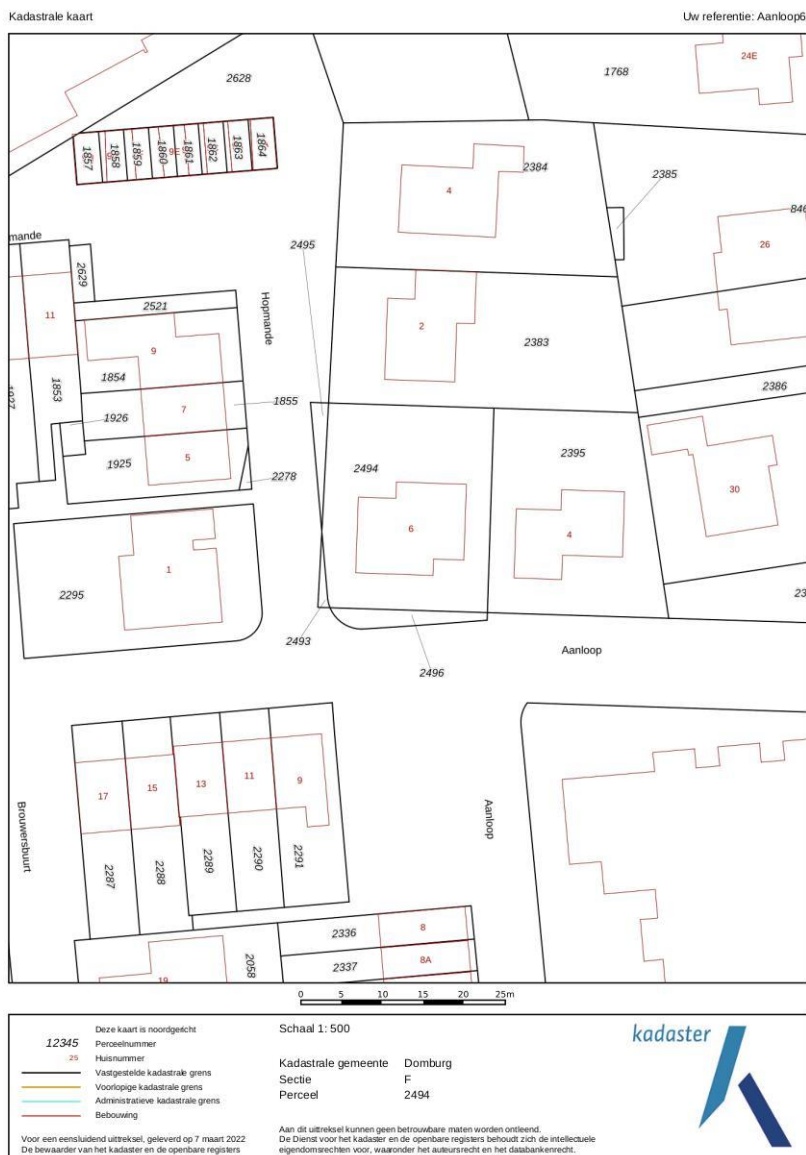 Kadastrale kaart
Uw referentie: Aanloop6
2628
1768
24E
1857
9
1858
1859
1860
9E
1861
1862
1863
1864
4
2384
2385
846
26
mande
2629
2495
Hopmande
2521
11
9
2
2383
1854
1853
1927
7
1855
2386
1926
1925
5
2278
2494
2395
30
6
4
1
2295
2493
2496
Aanloop
17
15
13
11
9
Brouwersbuurt
Aanloop
2287
2288
2289
2290
2291
2336
8
2337
8A
2058
19
0 5 10 15 20 25m
Deze kaart is noordgericht
12345 Perceelnummer
25 Huisnummer
Vastgestelde kadastrale grens
Voorlopige kadastrale grens
Administratieve kadastrale grens
Bebouwing
Voor een eensluidend uittreksel, geleverd op 7 maart 2022
De bewaarder van het kadaster en de openbare registers
Schaal 1: 500
Kadastrale gemeente Domburg
Sectie F
Perceel 2494
Aan dit uittreksel kunnen geen betrouwbare maten worden ontleend.
De Dienst voor het kadaster en de openbare registers behoudt zich de intellectuele
eigendomsrechten voor, waaronder het auteursrecht en het databankenrecht.
kadaster